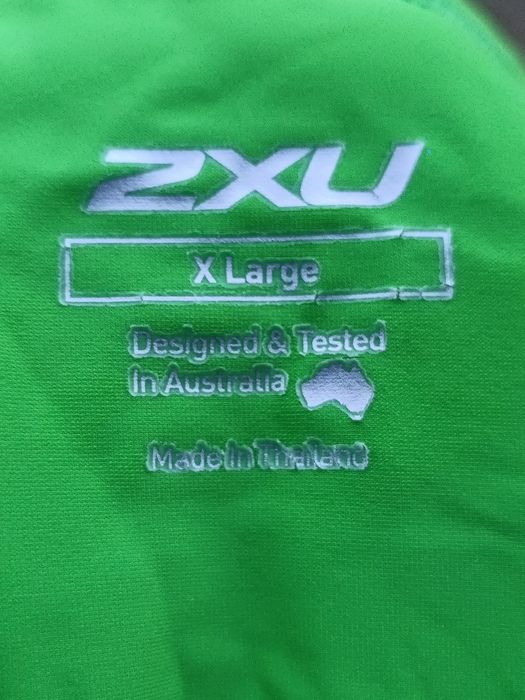 2XU
X Large
Designed & Tested
In Australia
Made In Thailand